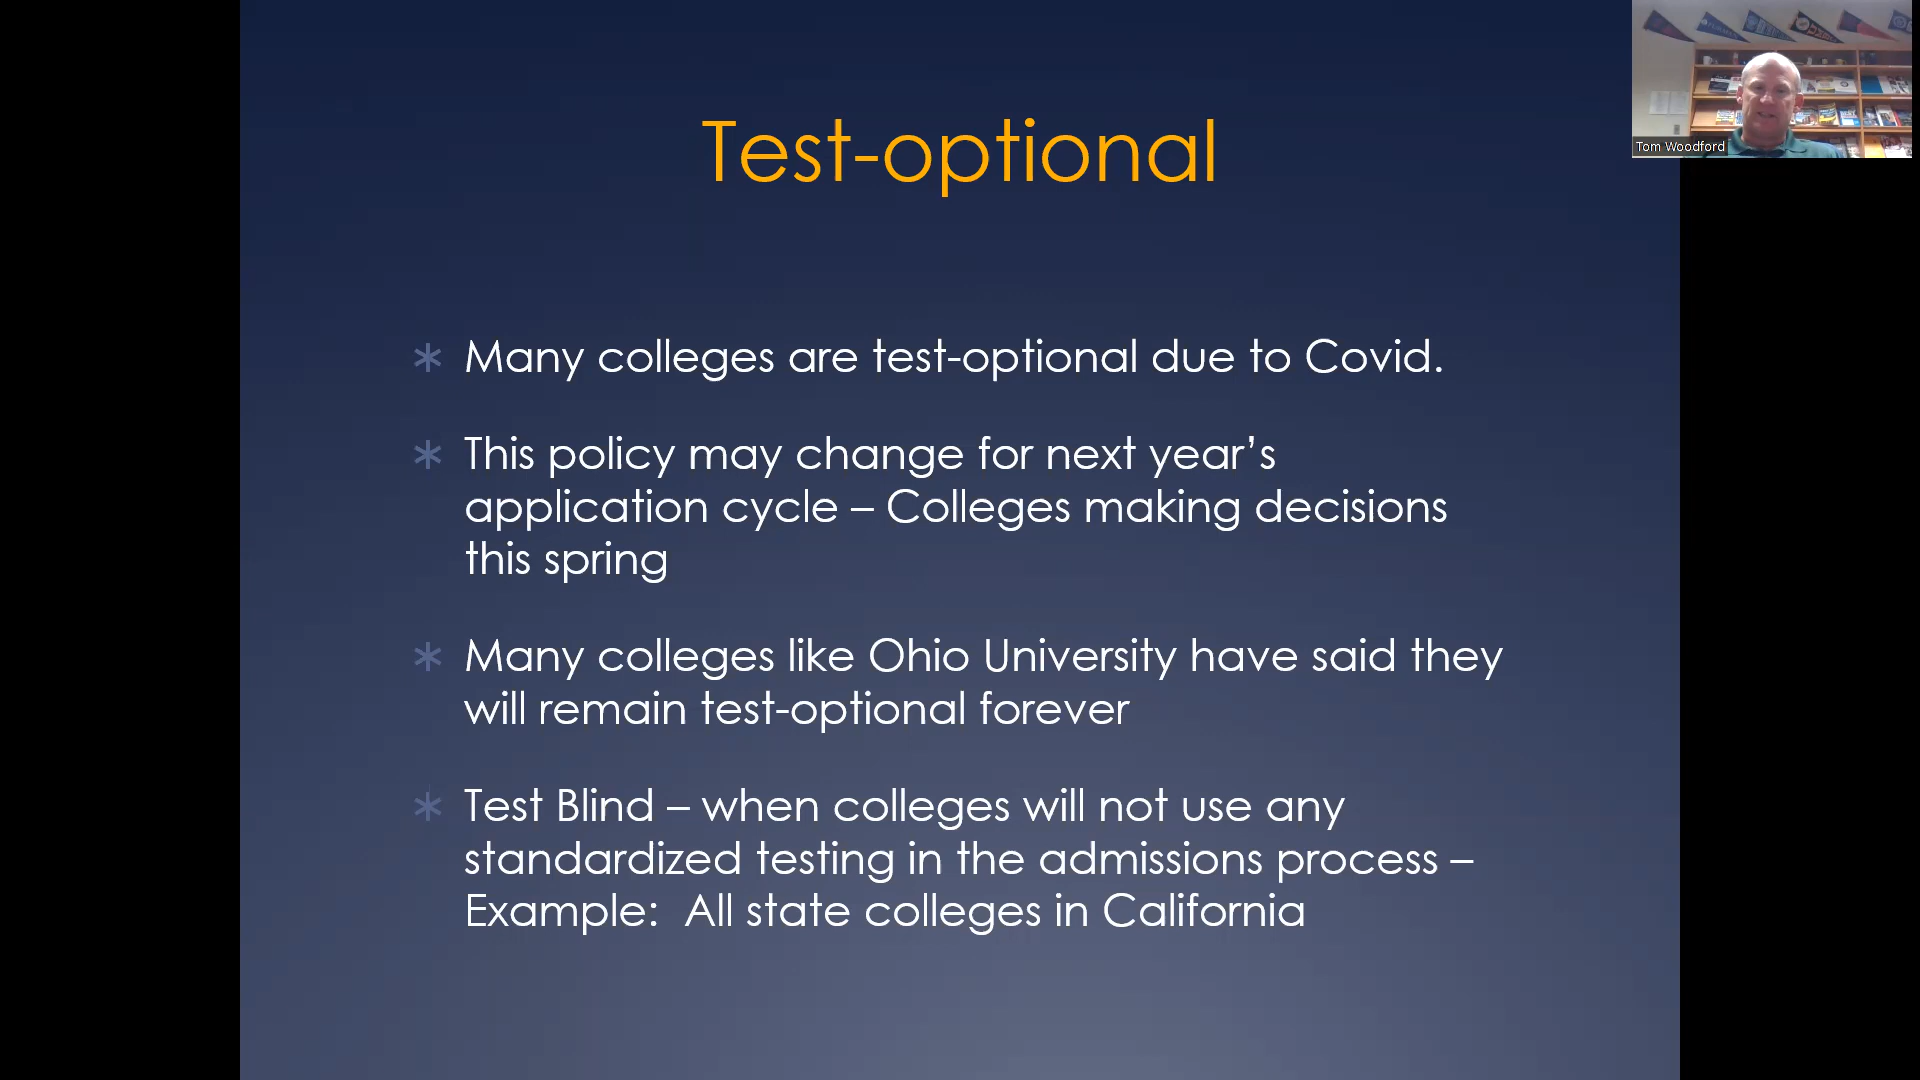 Test-optional
Tom Woodford
* Many colleges are test-optional due to Covid.
* This policy may change for next year’s
application cycle – Colleges making decisions
this spring
* Many colleges like Ohio University have said they
will remain test-optional forever
* Test Blind – when colleges will not use any
standardized testing in the admissions process –
Example:  All state colleges in California